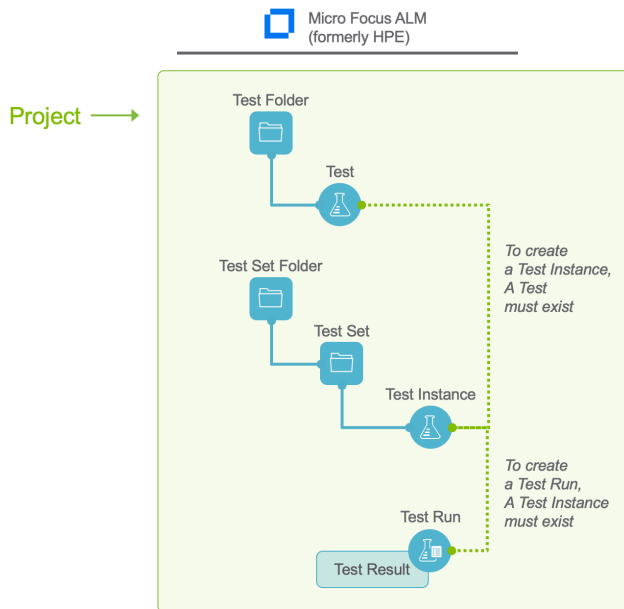 Micro Focus ALM
(formerly HPE)
Project
Test Folder
Test
To create
a Test Instance,
A Test
must exist
Test Set Folder
Test Set
Test Instance
To create
a Test Run,
A Test Instance
must exist
Test Run
Test Result